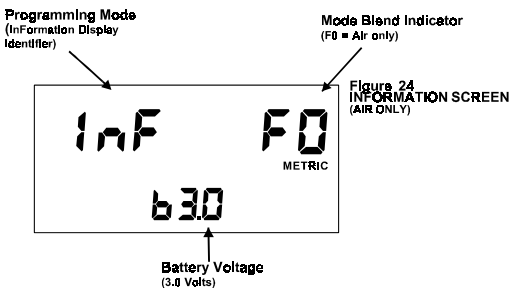 Programming Mode
(InFormation Display
Identifier)
Mode Blend Indicator
(F0 = Air only)
Figure 24
INFORMATION SCREEN
(AIR ONLY)
InF F0
METRIC
b3.0
Battery Voltage
(3.0 Volts)